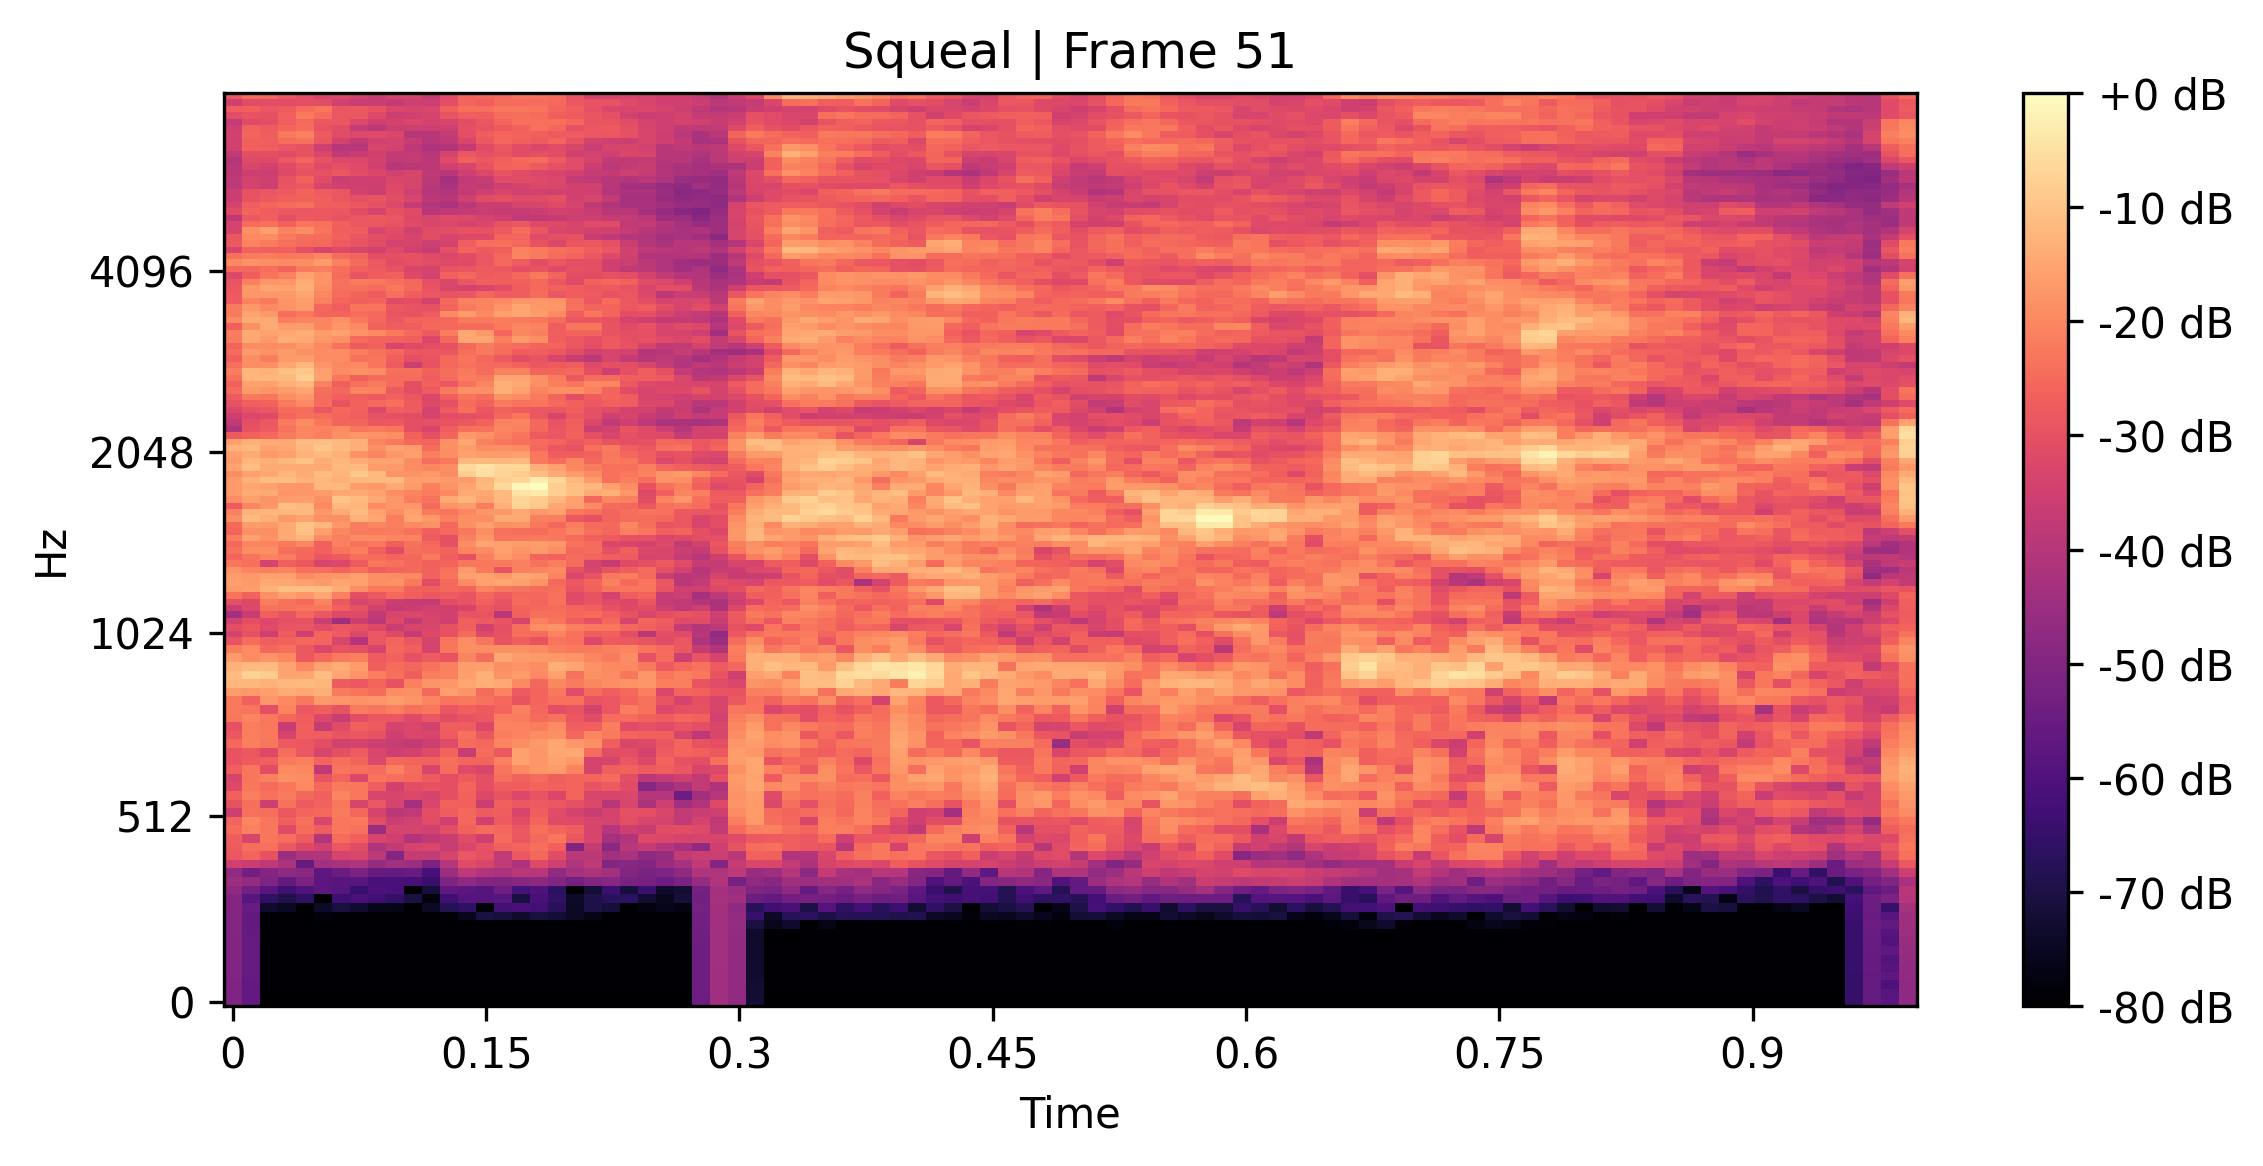 Squeal | Frame 51
Hz
4096
2048
1024
512
0
0 0.15 0.3 0.45 0.6 0.75 0.9
Time
+0 dB
-10 dB
-20 dB
-30 dB
-40 dB
-50 dB
-60 dB
-70 dB
-80 dB